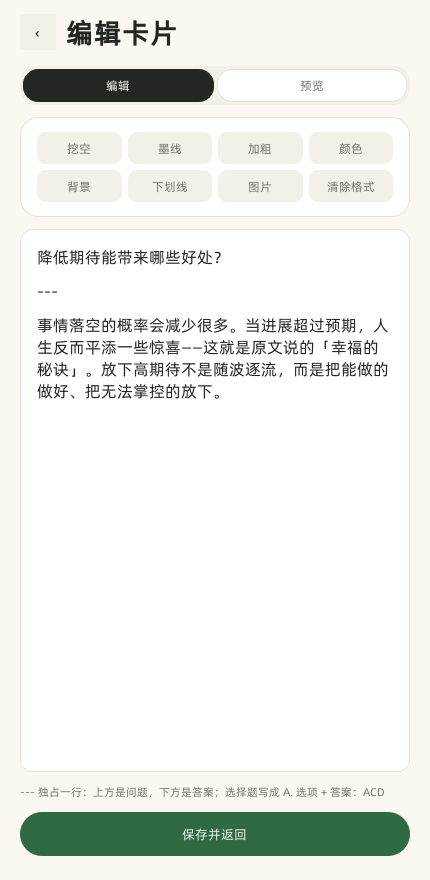 ‹ 编辑卡片
编辑 预览
挖空 墨线 加粗 颜色
背景 下划线 图片 清除格式
降低期待能带来哪些好处？
---
事情落空的概率会减少很多。当进展超过预期，人
生反而平添一些惊喜——这就是原文说的「幸福的
秘诀」。放下高期待不是随波逐流，而是把能做的
做好、把无法掌控的放下。
--- 独占一行：上方是问题，下方是答案；选择题写成 A. 选项 + 答案：ACD
保存并返回